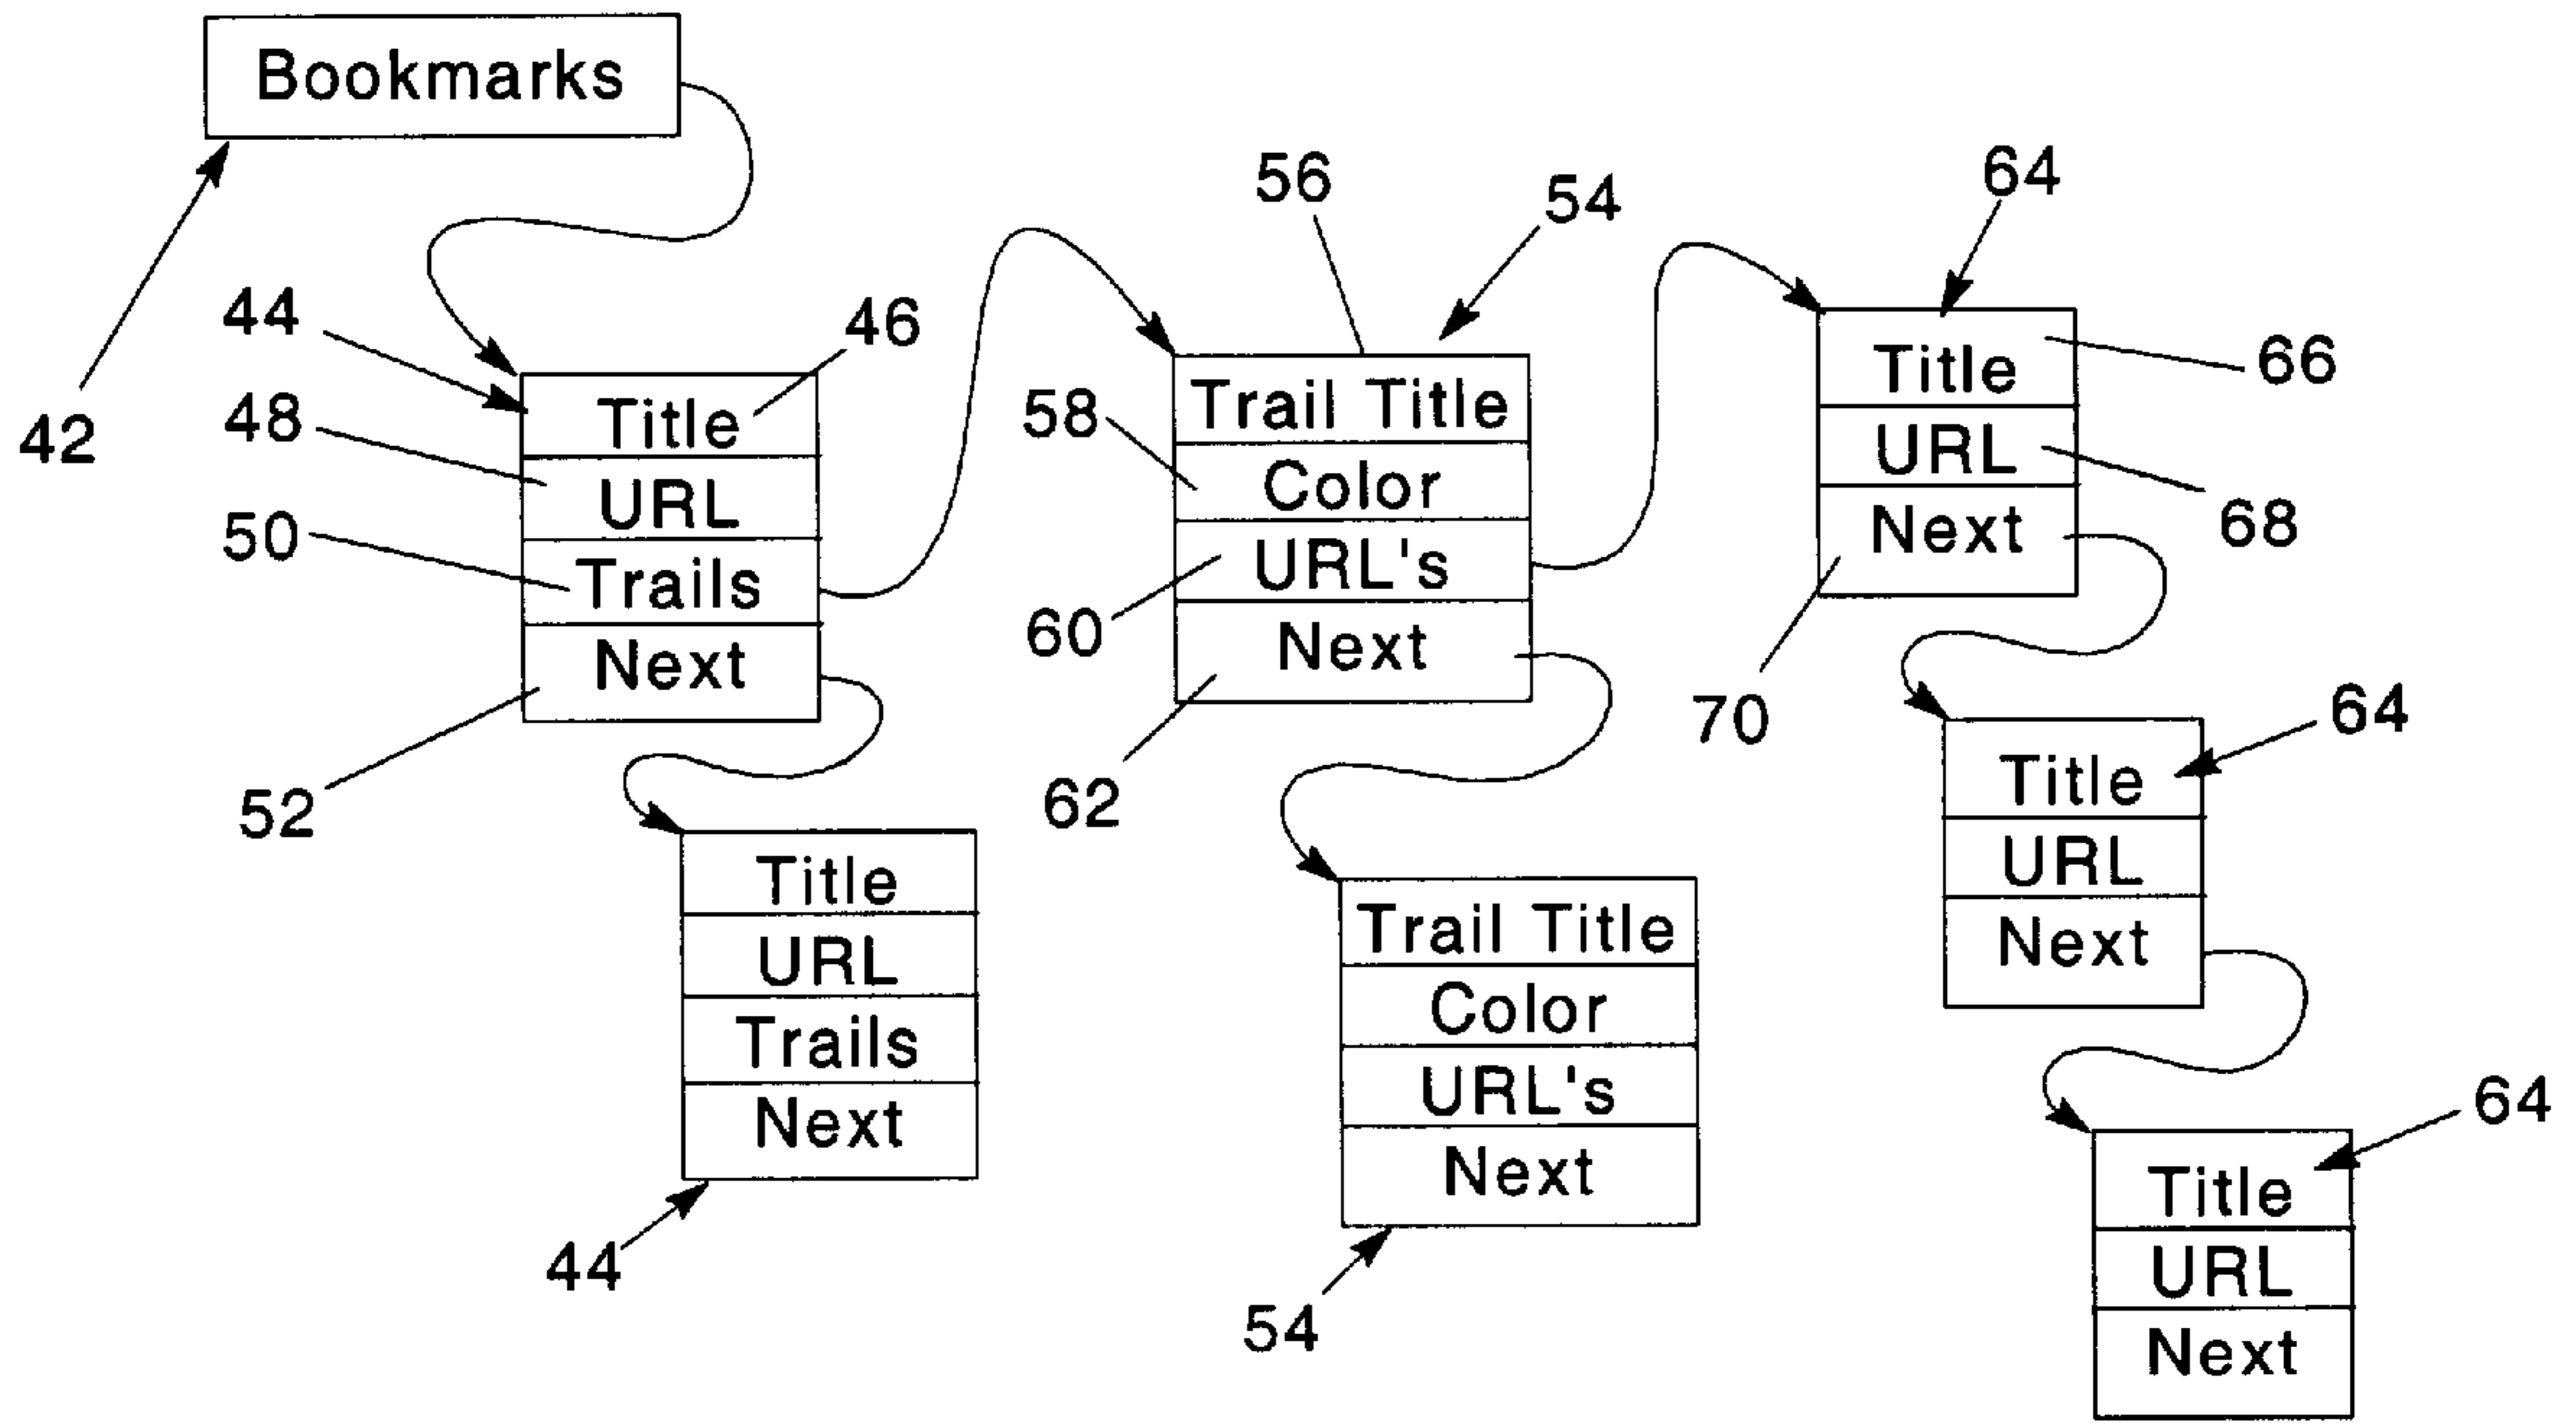 Bookmarks
42
44
46
48
50
52
Title
URL
Trails
Next
Title
URL
Trails
Next
44
56
54
58
60
62
Trail Title
Color
URL's
Next
Trail Title
Color
URL's
Next
54
64
66
68
70
Title
URL
Next
64
Title
URL
Next
64
Title
URL
Next